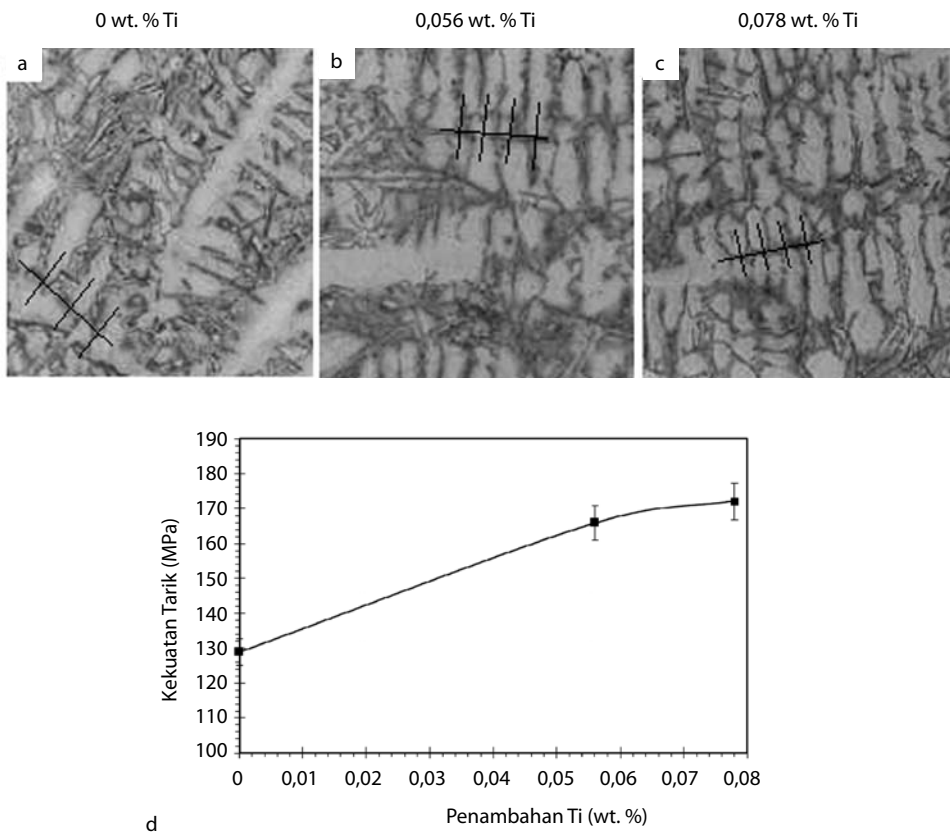 0 wt. % Ti
0,056 wt. % Ti
0,078 wt. % Ti
a
b
c
190
180
170
160
150
140
130
120
110
100
Kekuatan Tarik (MPa)
0
0,01
0,02
0,03
0,04
0,05
0,06
0,07
0,08
Penambahan Ti (wt. %)
d